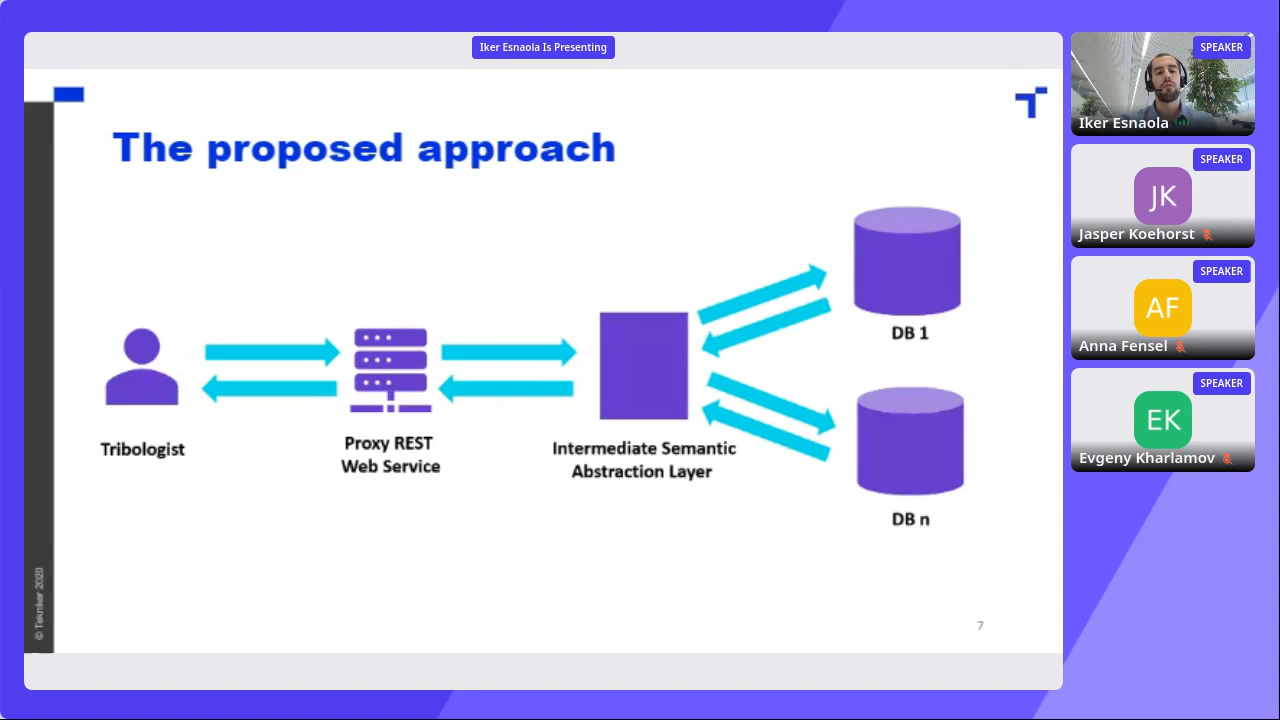 Iker Esnaola Is Presenting
The proposed approach
Tribologist
Proxy REST
Web Service
Intermediate Semantic
Abstraction Layer
DB 1
DB n
© Tekniker 2020
7
SPEAKER
Iker Esnaola
SPEAKER
JK
Jasper Koehorst
SPEAKER
AF
Anna Fensel
SPEAKER
EK
Evgeny Kharlamov